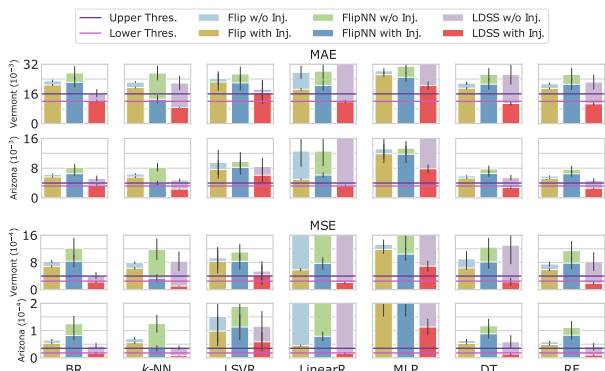 Upper Thres. Flip w/o Inj. FlipNN w/o Inj. LDSS w/o Inj.
Lower Thres. Flip with Inj. FlipNN with Inj. LDSS with Inj.
MAE
Vermont (10⁻³)
32
16
0
Arizona (10⁻³)
16
8
4
0
MSE
Vermont (10⁻⁴)
16
8
4
0
Arizona (10⁻⁴)
2
1
0
BR k-NN LSVR LinearR MLP DT RF